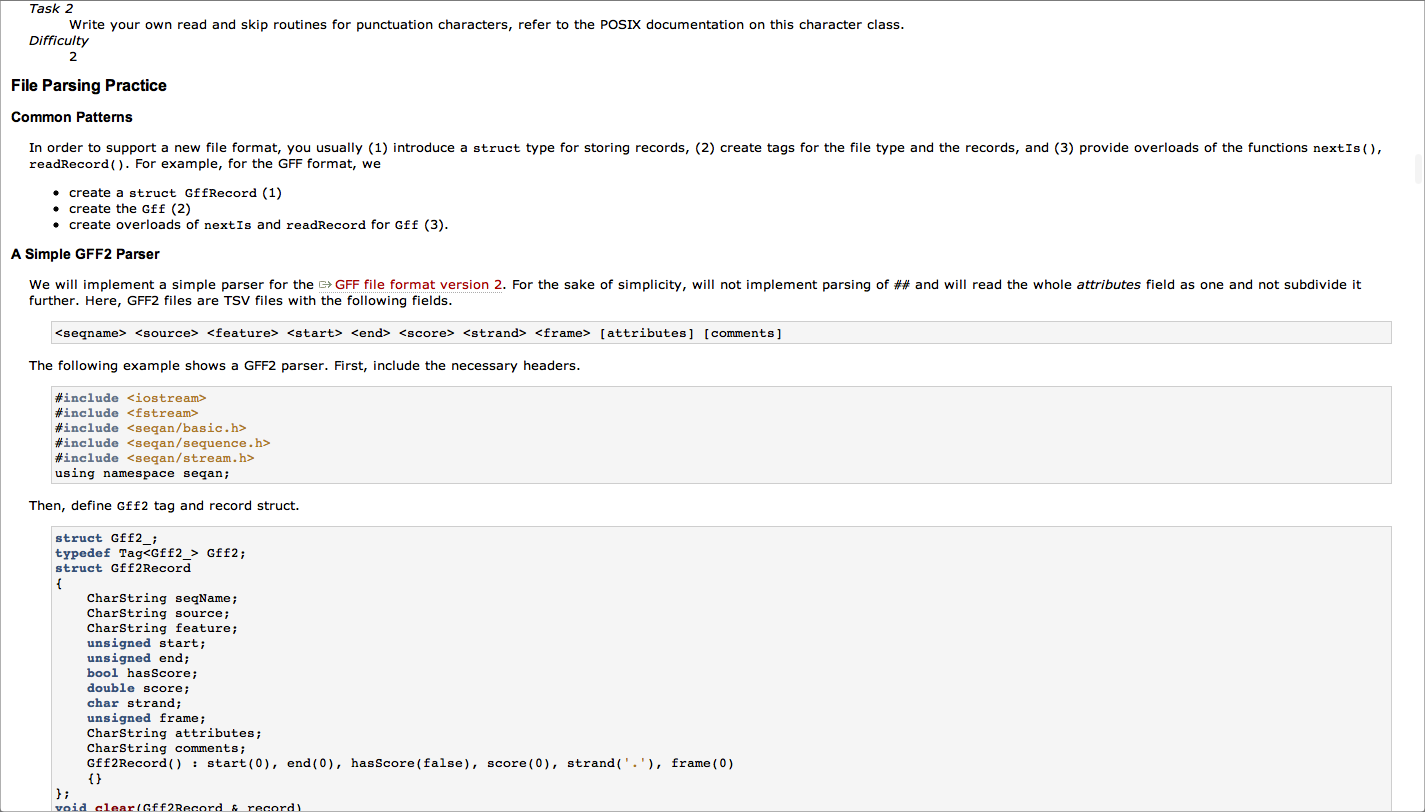 Task 2
Write your own read and skip routines for punctuation characters, refer to the POSIX documentation on this character class.
Difficulty
2
File Parsing Practice
Common Patterns
In order to support a new file format, you usually (1) introduce a struct type for storing records, (2) create tags for the file type and the records, and (3) provide overloads of the functions nextIs(),
readRecord(). For example, for the GFF format, we
• create a struct GffRecord (1)
• create the Gff (2)
• create overloads of nextIs and readRecord for Gff (3).
A Simple GFF2 Parser
We will implement a simple parser for the GFF file format version 2. For the sake of simplicity, will not implement parsing of ## and will read the whole attributes field as one and not subdivide it
further. Here, GFF2 files are TSV files with the following fields.
<seqname> <source> <feature> <start> <end> <score> <strand> <frame> [attributes] [comments]
The following example shows a GFF2 parser. First, include the necessary headers.
#include <iostream>
#include <fstream>
#include <seqan/basic.h>
#include <seqan/sequence.h>
#include <seqan/stream.h>
using namespace seqan;
Then, define Gff2 tag and record struct.
struct Gff2_;
typedef Tag<Gff2_> Gff2;
struct Gff2Record
{
    CharString seqName;
    CharString source;
    CharString feature;
    unsigned start;
    unsigned end;
    bool hasScore;
    double score;
    char strand;
    unsigned frame;
    CharString attributes;
    CharString comments;
    Gff2Record() : start(0), end(0), hasScore(false), score(0), strand('.'), frame(0)
    {}
};
void clear(Gff2Record & record)